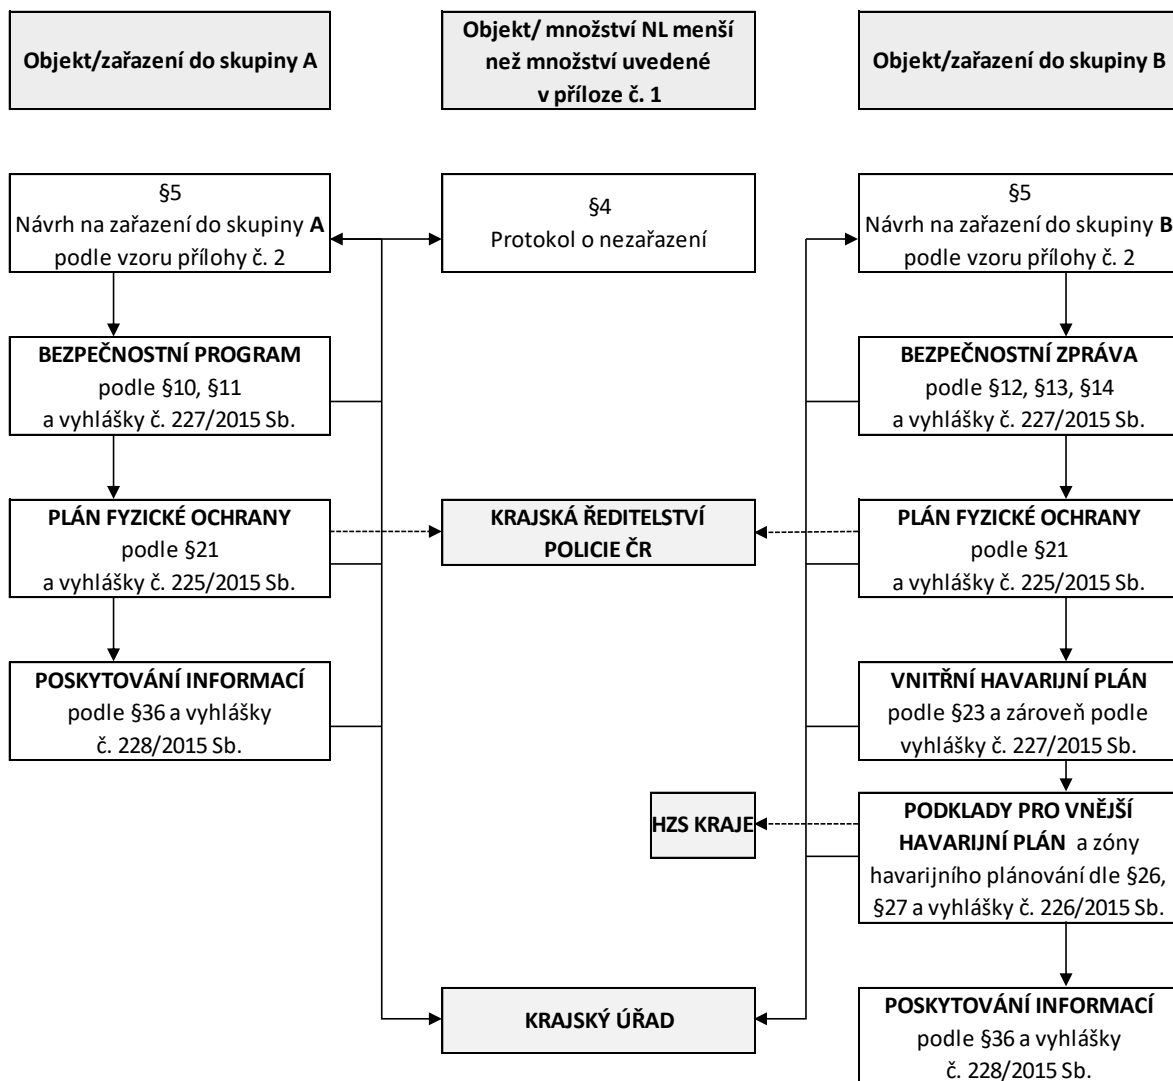 Objekt/zařazení do skupiny A
Objekt/ množství NL menší
než množství uvedené
v příloze č. 1
Objekt/zařazení do skupiny B
§5
Návrh na zařazení do skupiny A
podle vzoru přílohy č. 2
§4
Protokol o nezařazení
§5
Návrh na zařazení do skupiny B
podle vzoru přílohy č. 2
BEZPEČNOSTNÍ PROGRAM
podle §10, §11
a vyhlášky č. 227/2015 Sb.
BEZPEČNOSTNÍ ZPRÁVA
podle §12, §13, §14
a vyhlášky č. 227/2015 Sb.
PLÁN FYZICKÉ OCHRANY
podle §21
a vyhlášky č. 225/2015 Sb.
KRAJSKÁ ŘEDITELSTVÍ
POLICIE ČR
PLÁN FYZICKÉ OCHRANY
podle §21
a vyhlášky č. 225/2015 Sb.
POSKYTOVÁNÍ INFORMACÍ
podle §36 a vyhlášky
č. 228/2015 Sb.
VNITŘNÍ HAVARIJNÍ PLÁN
podle §23 a zároveň podle
vyhlášky č. 227/2015 Sb.
HZS KRAJE
PODKLADY PRO VNĚJŠÍ
HAVARIJNÍ PLÁN a zóny
havarijního plánování dle §26,
§27 a vyhlášky č. 226/2015 Sb.
KRAJSKÝ ÚŘAD
POSKYTOVÁNÍ INFORMACÍ
podle §36 a vyhlášky
č. 228/2015 Sb.